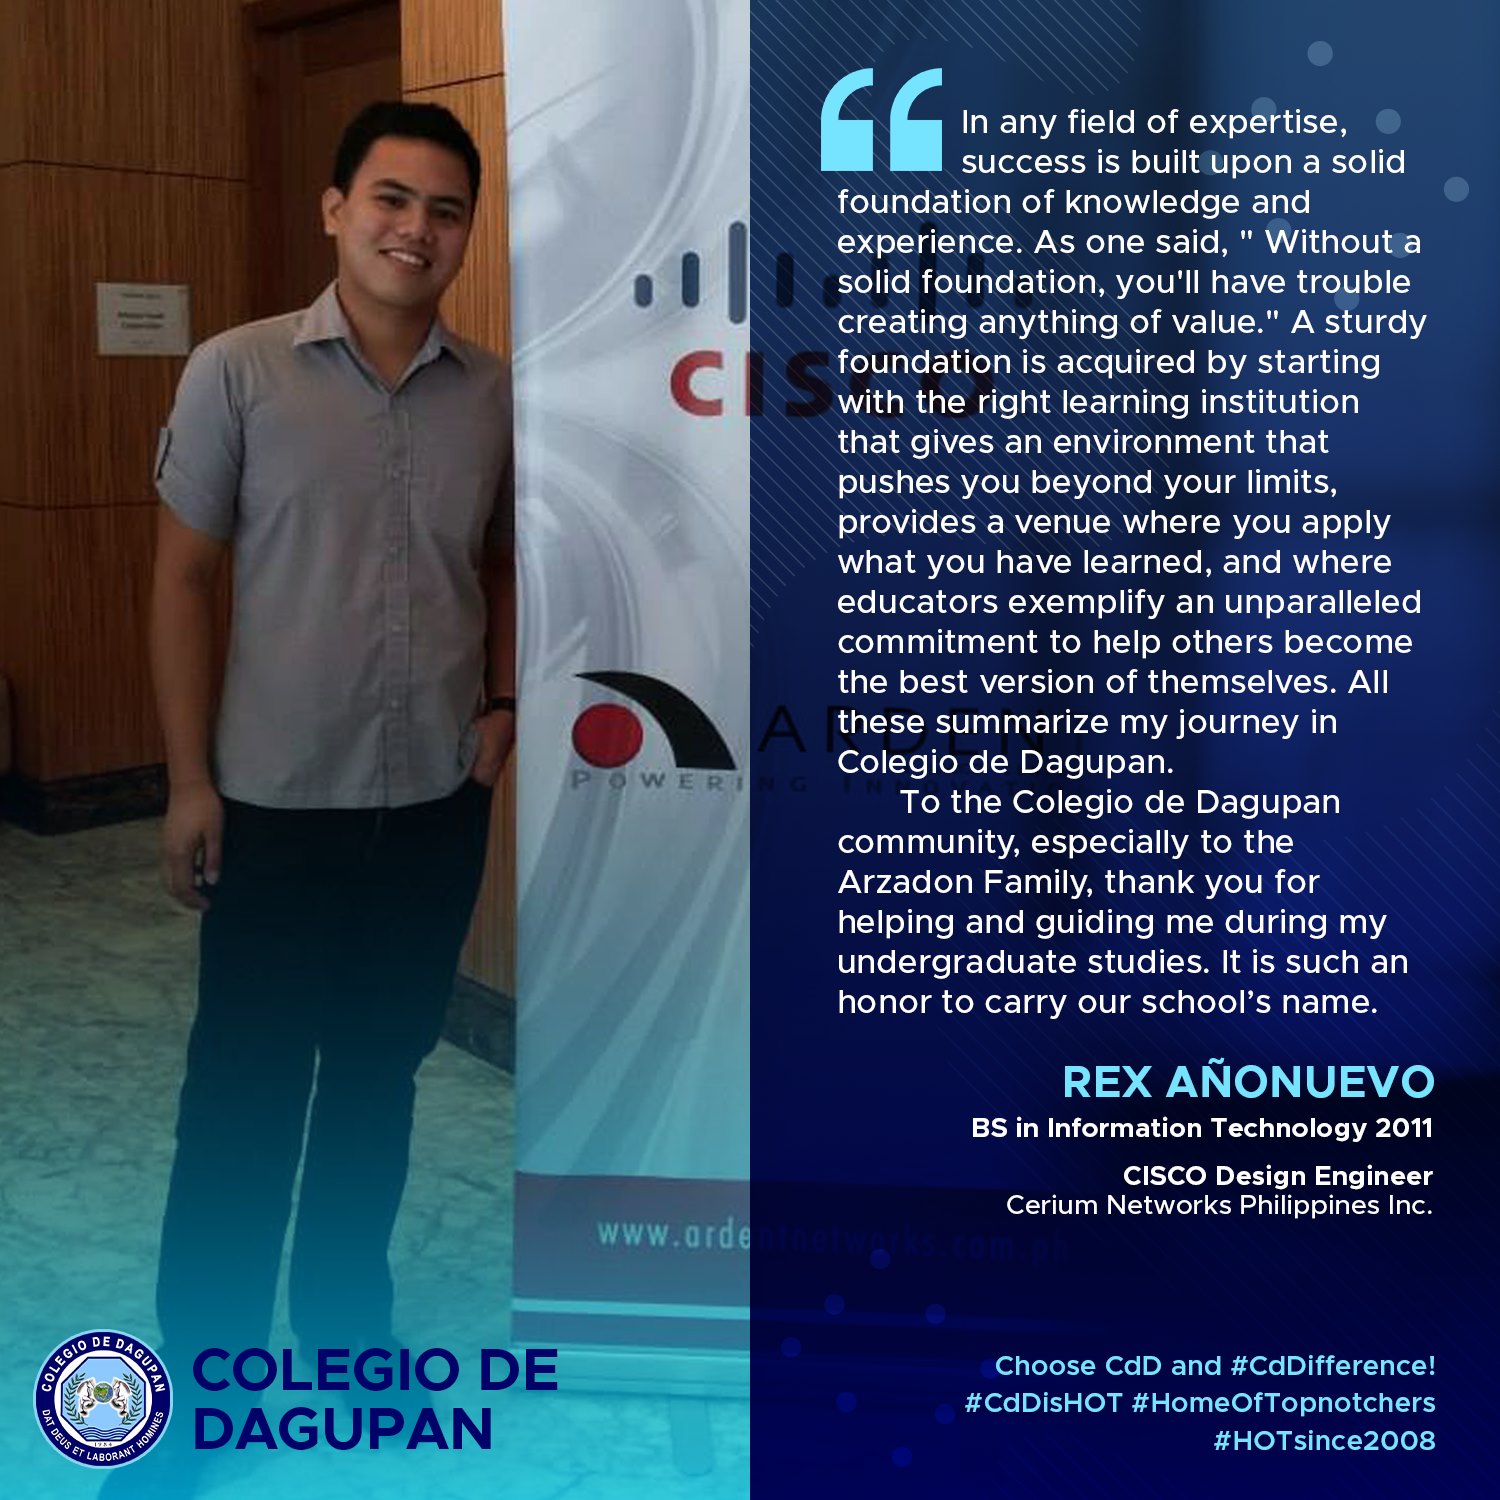 In any field of expertise,
success is built upon a solid
foundation of knowledge and
experience. As one said, " Without a
solid foundation, you'll have trouble
creating anything of value." A sturdy
foundation is acquired by starting
with the right learning institution
that gives an environment that
pushes you beyond your limits,
provides a venue where you apply
what you have learned, and where
educators exemplify an unparalleled
commitment to help others become
the best version of themselves. All
these summarize my journey in
Colegio de Dagupan.
To the Colegio de Dagupan
community, especially to the
Arzadon Family, thank you for
helping and guiding me during my
undergraduate studies. It is such an
honor to carry our school’s name.
REX AÑONUEVO
BS in Information Technology 2011
CISCO Design Engineer
Cerium Networks Philippines Inc.
Choose CdD and #CdDifference!
#CdDisHOT #HomeOfTopnotchers
#HOTsince2008
CISCO
ARDENT
POWERING
www.ardentnetworks.com.ph
COLEGIO DE DAGUPAN
DAT DEUS ET LABORANT HOMINES
COLEGIO DE
DAGUPAN